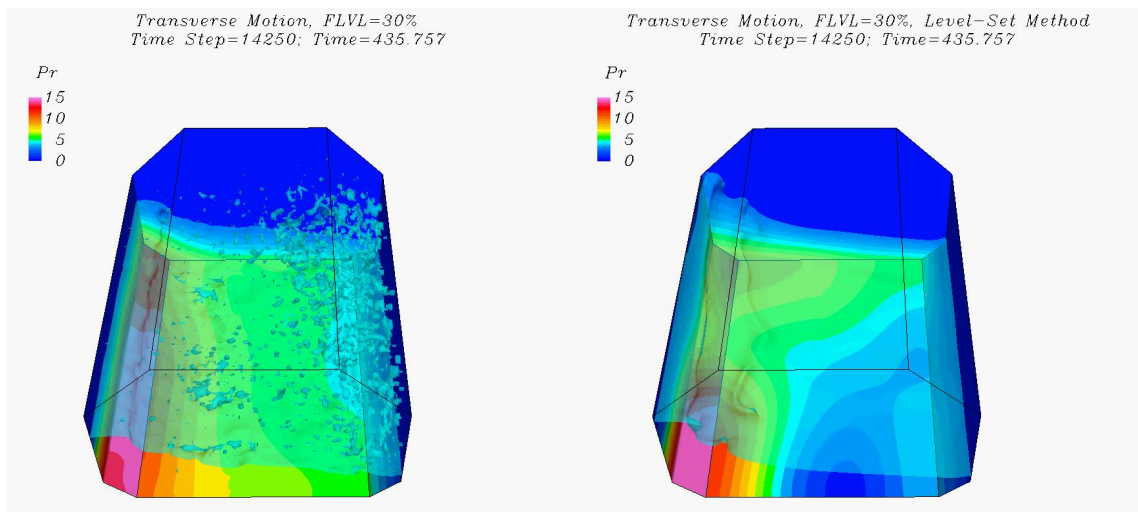 Transverse Motion, FLVL=30%
Time Step=14250; Time=435.757
Pr
15
10
5
0
Transverse Motion, FLVL=30%, Level-Set Method
Time Step=14250; Time=435.757
Pr
15
10
5
0